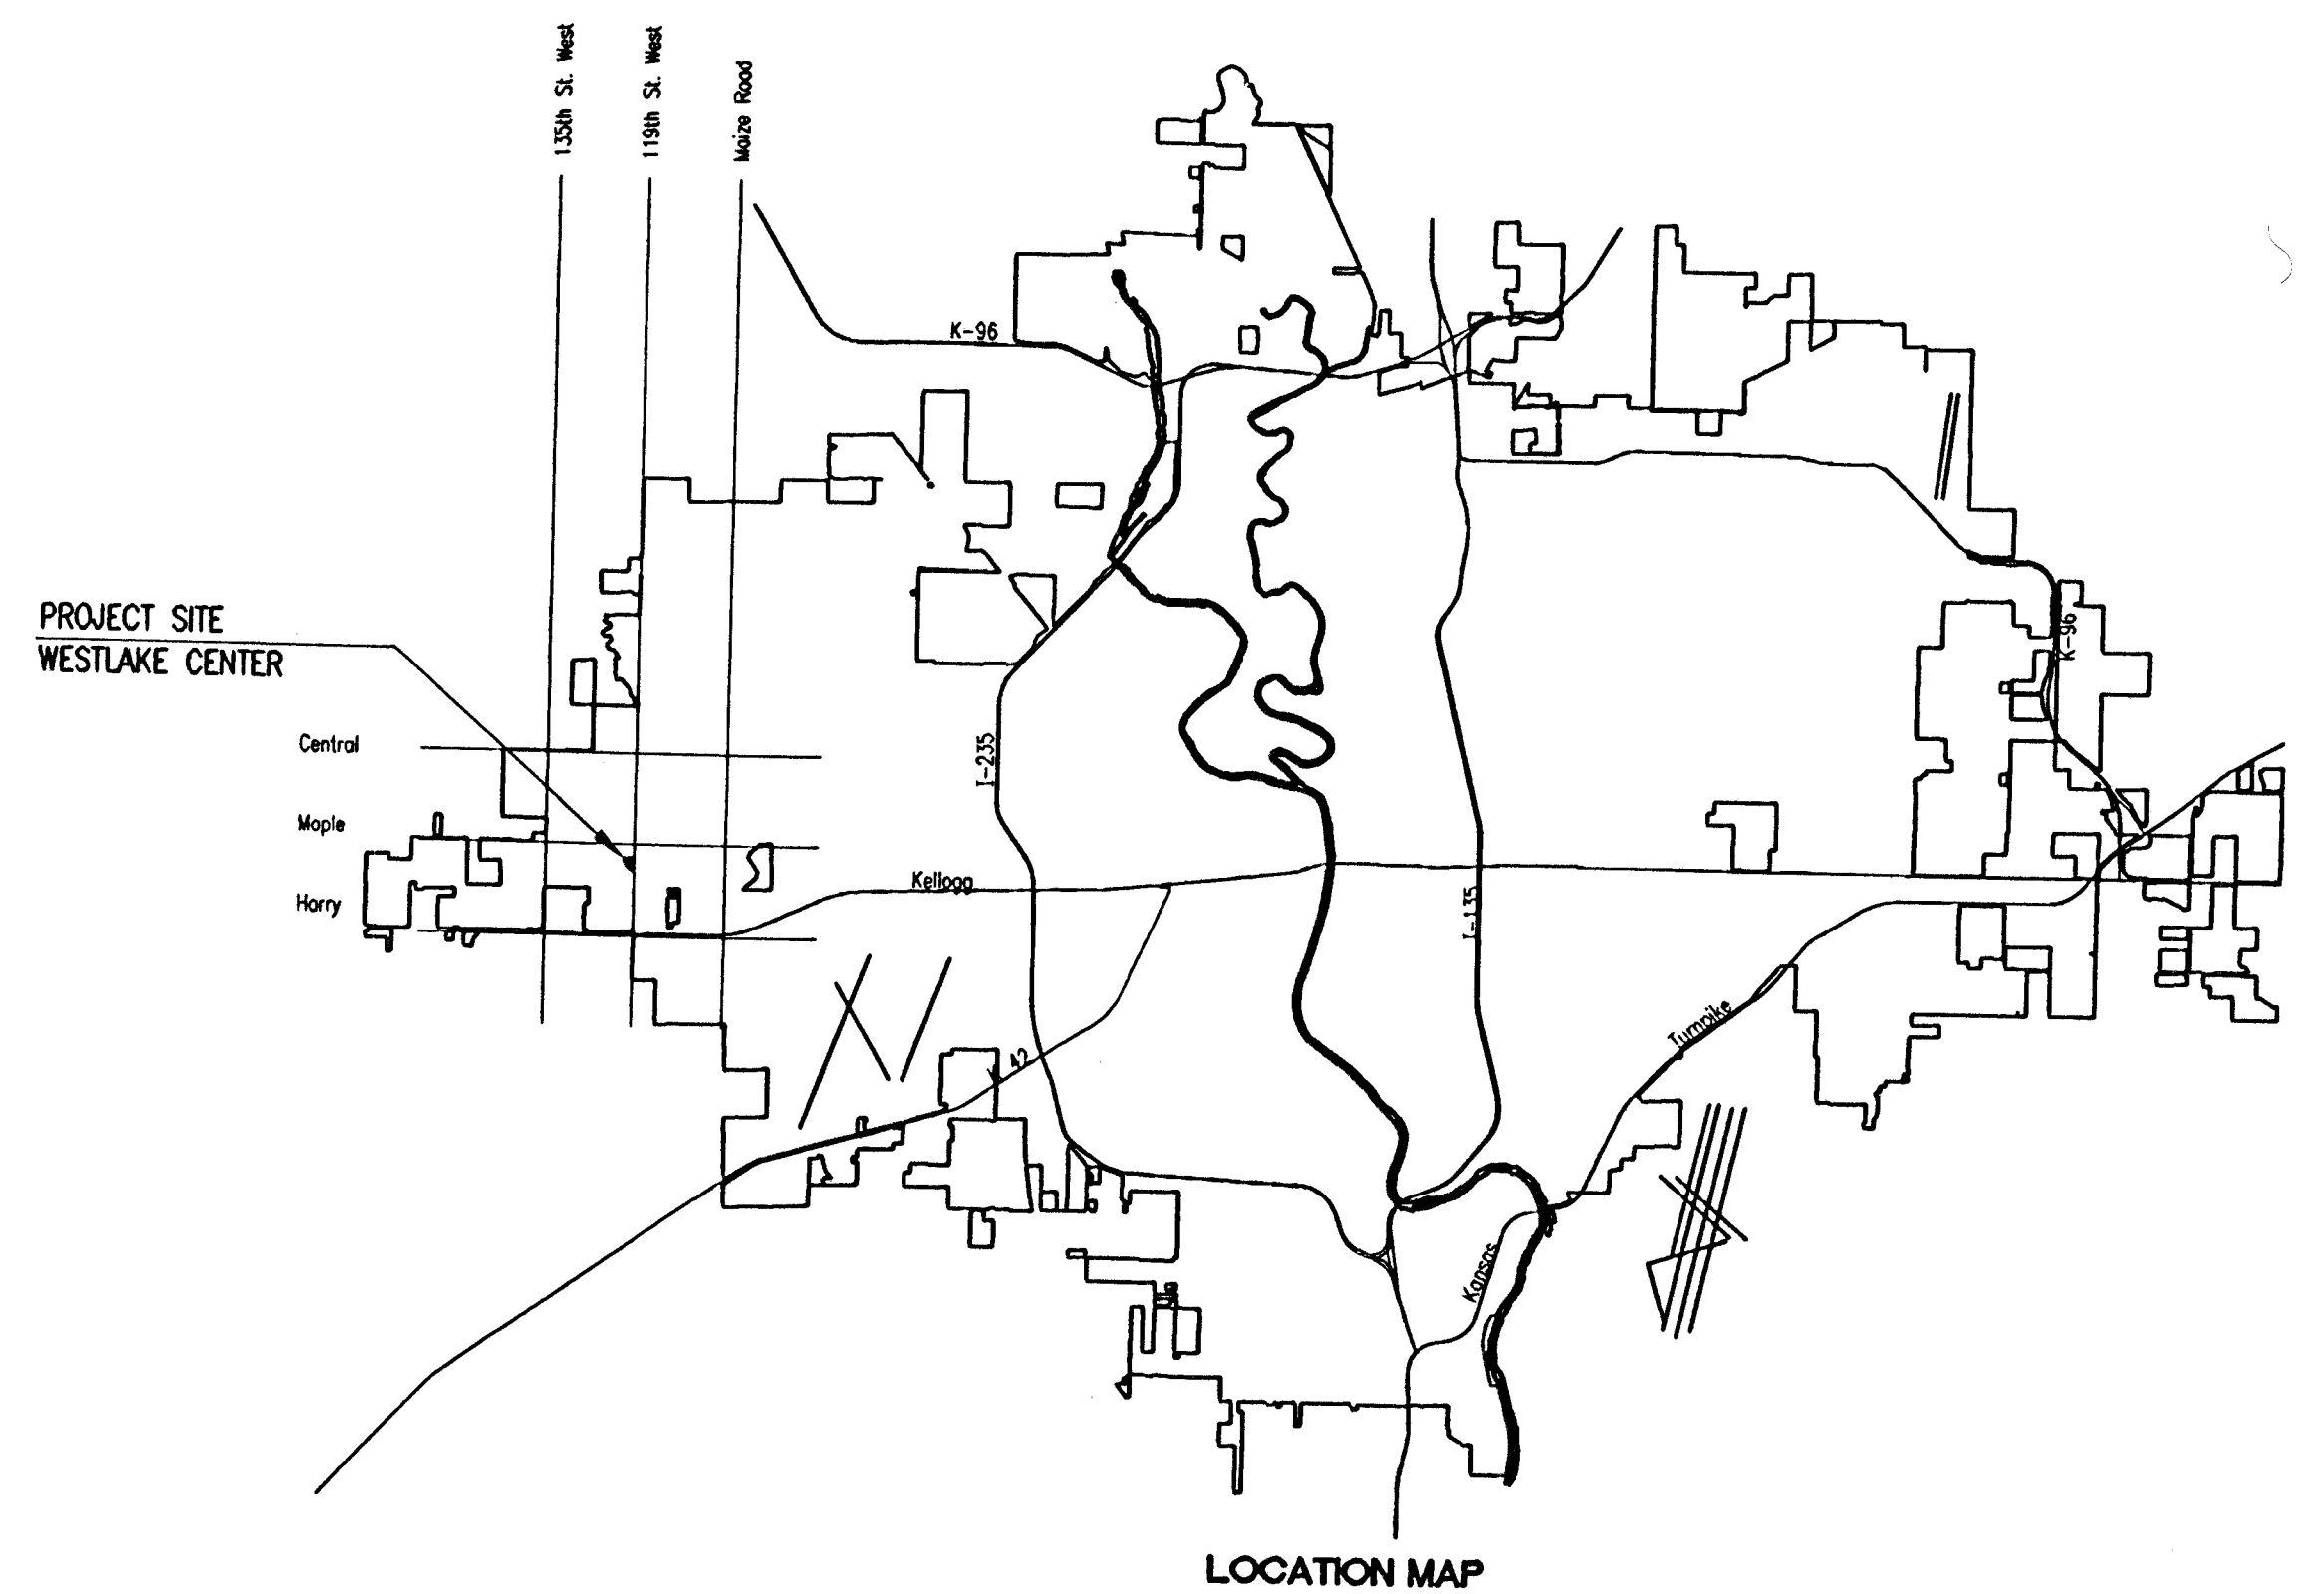 135th St. West
119th St. West
Maize Road
K-96
PROJECT SITE
WESTLAKE CENTER
K-96
Central
I-235
Maple
Kellogg
Harry
I-135
Turnpike
42
Kansas
LOCATION MAP